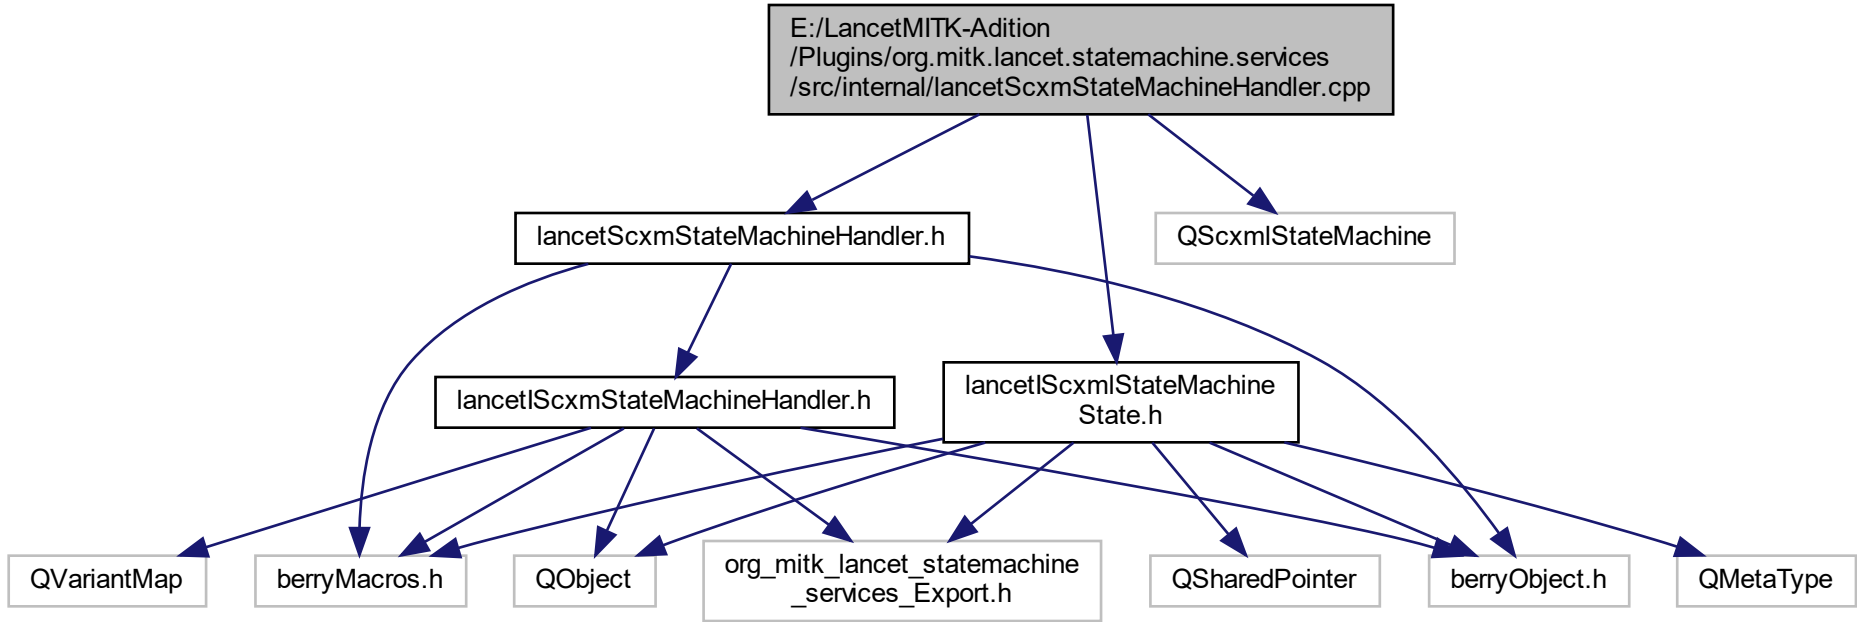 E:/LancetMITK-Adition
/Plugins/org.mitk.lancet.statemachine.services
/src/internal/lancetScxmStateMachineHandler.cpp
lancetScxmStateMachineHandler.h
QScxmlStateMachine
lancetIScxmStateMachineHandler.h
lancetIScxmlStateMachine
State.h
QVariantMap
berryMacros.h
QObject
org_mitk_lancet_statemachine
_services_Export.h
QSharedPointer
berryObject.h
QMetaType